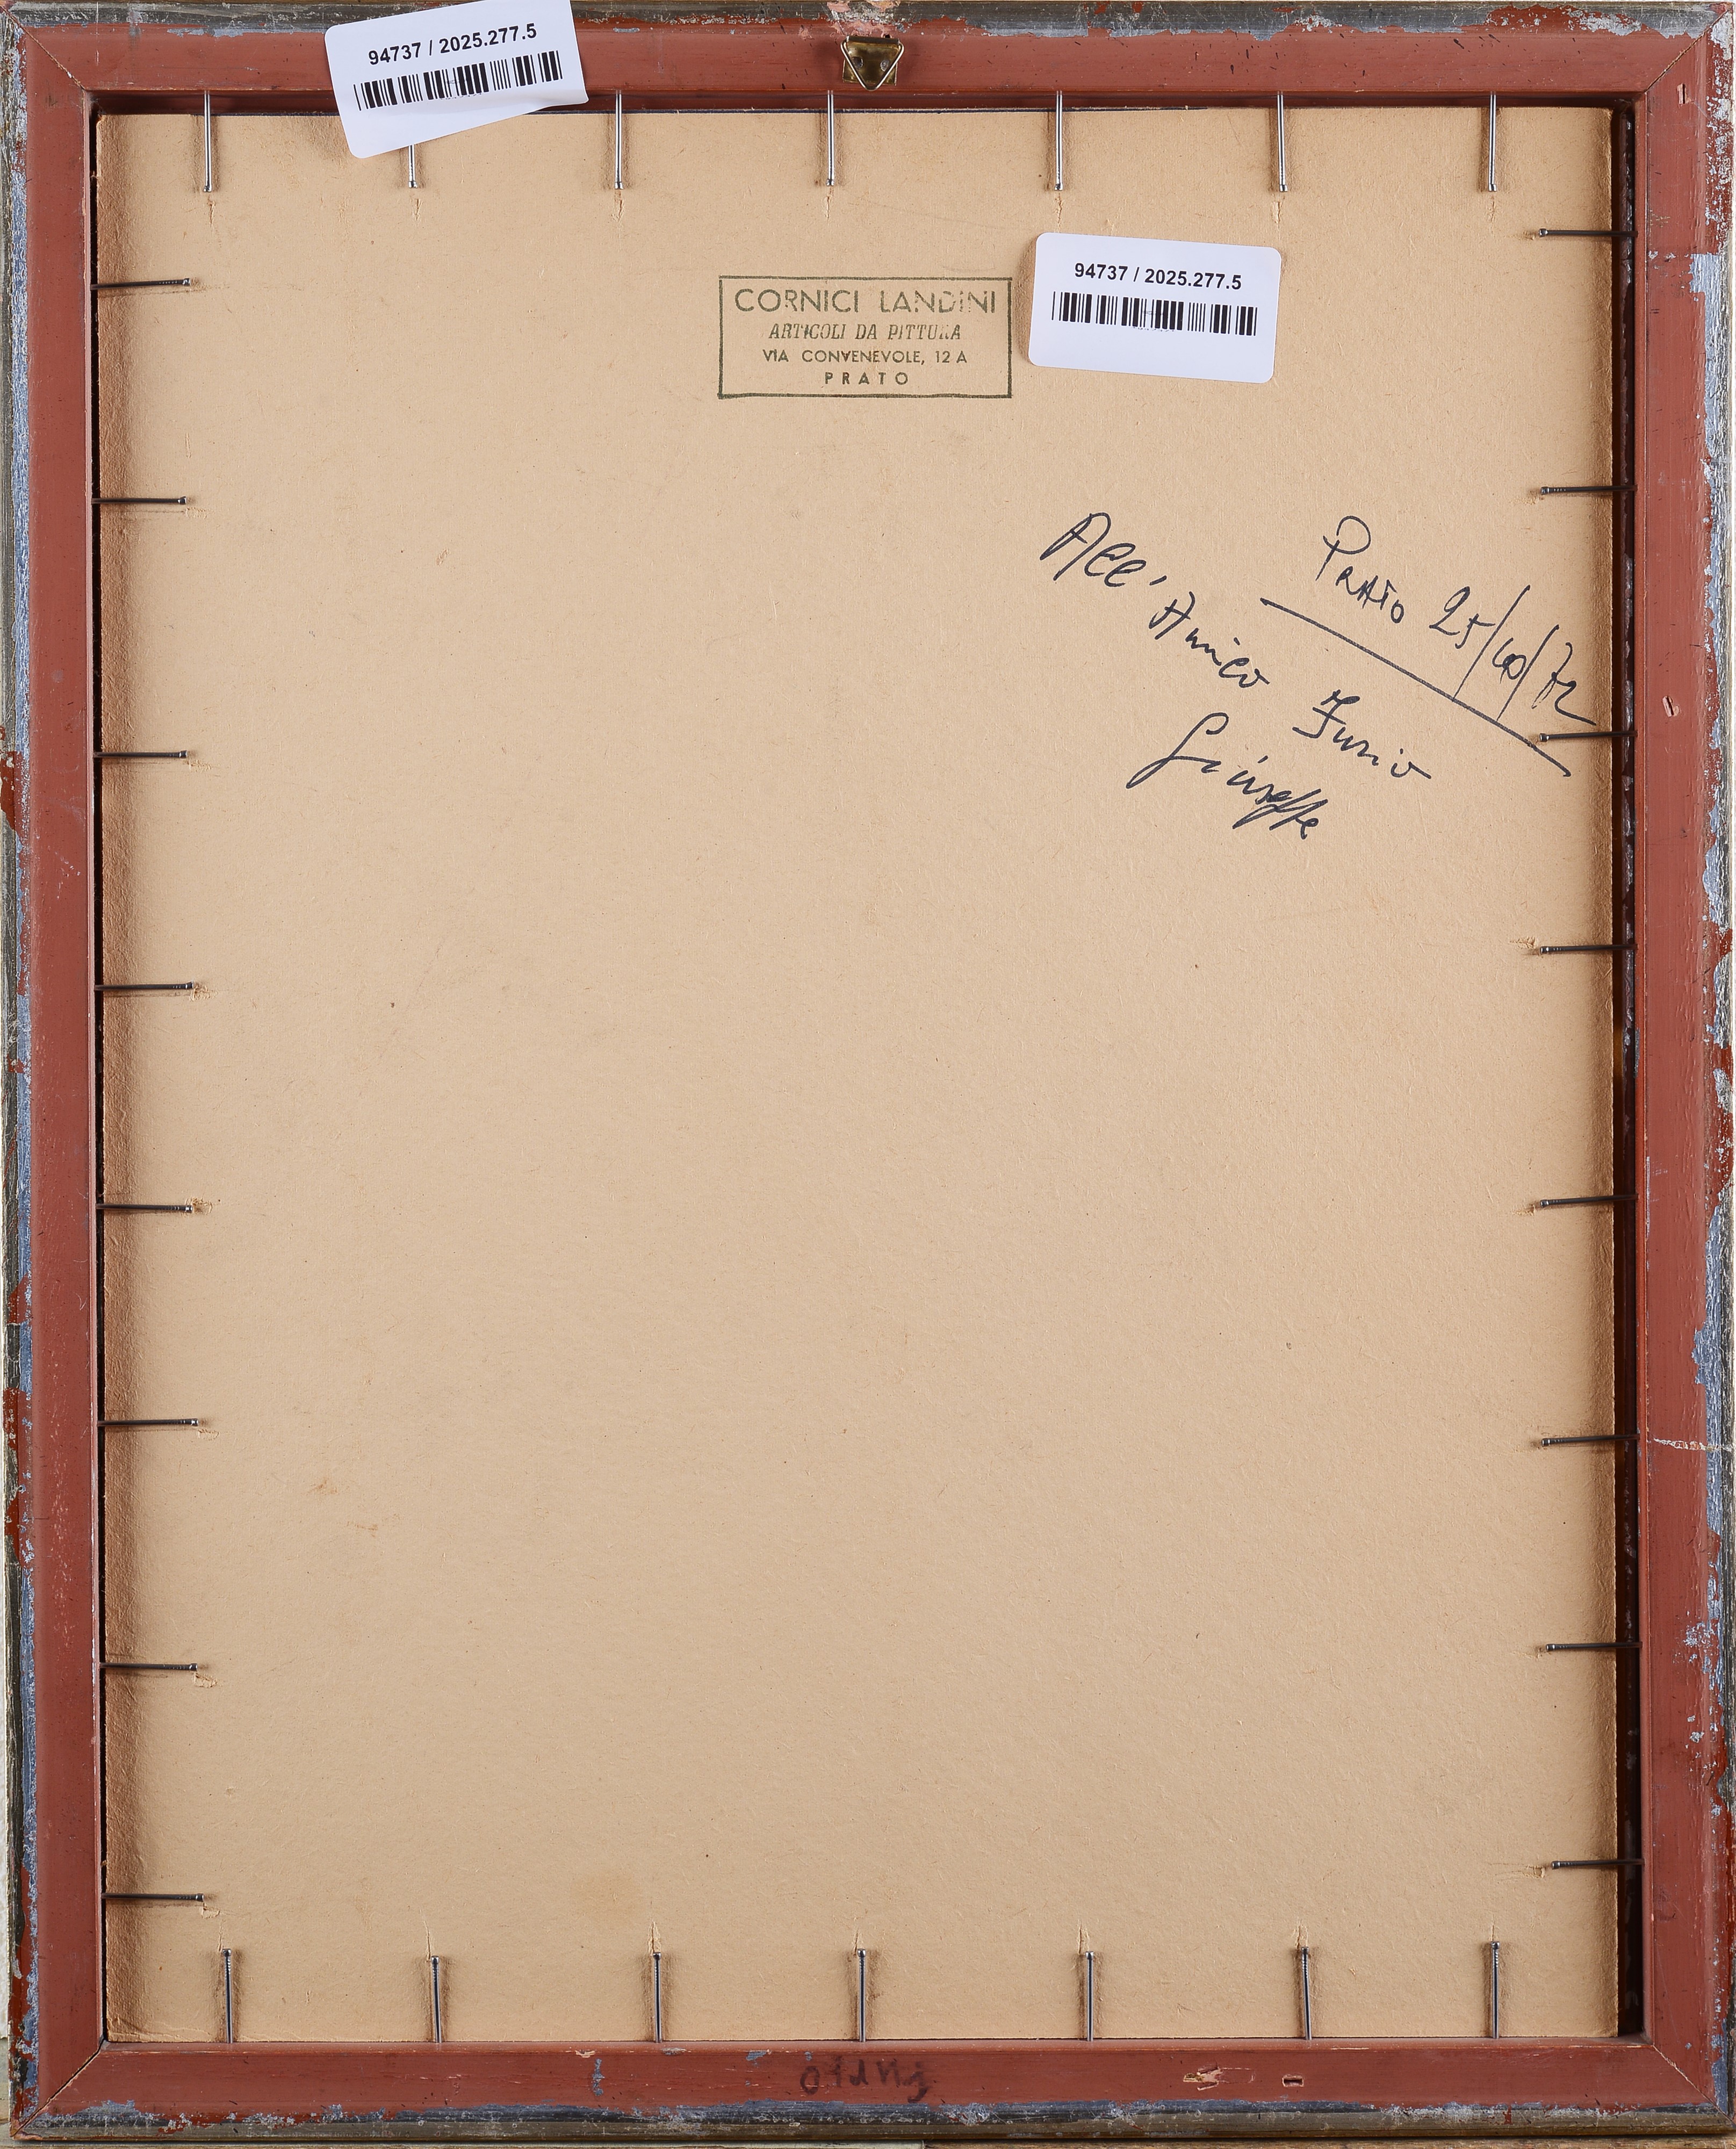 94737 / 2025.277.5
94737 / 2025.277.5
CORNICI LANDINI
ARTICOLI DA PITTURA
VIA CONVENEVOLE, 12 A
PRATO
PRATO 25/10/72
All'Amico Furio
Giuseppe